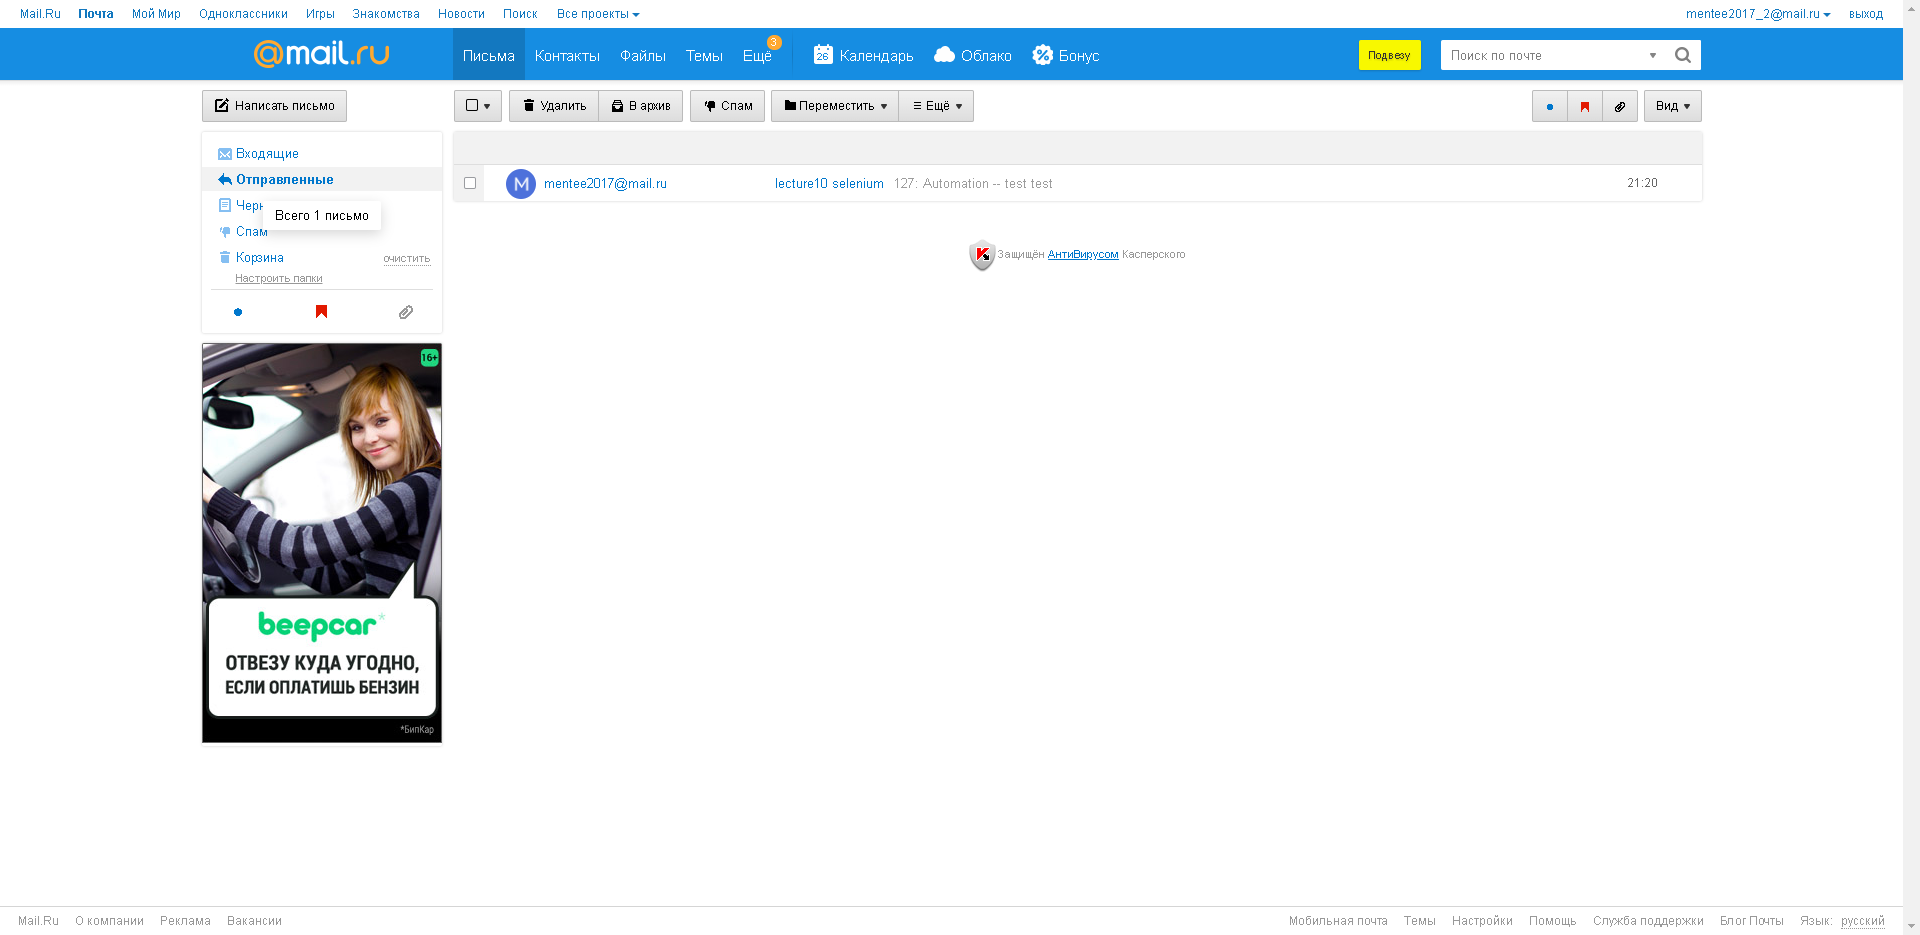 Mail.Ru Почта Мой Мир Одноклассники Игры Знакомства Новости Поиск Все проекты mentee2017_2@mail.ru выход
@mail.ru Письма Контакты Файлы Темы Ещё 3 26 Календарь Облако Бонус Подвезу Поиск по почте
Написать письмо Удалить В архив Спам Переместить Ещё Вид
Входящие
Отправленные
M mentee2017@mail.ru lecture10 selenium 127: Automation -- test test 21:20
Черн
Всего 1 письмо
Спам
Корзина очистить
Настроить папки
Защищён АнтиВирусом Касперского
16+
beepcar*
ОТВЕЗУ КУДА УГОДНО,
ЕСЛИ ОПЛАТИШЬ БЕНЗИН
*БипКар
Mail.Ru О компании Реклама Вакансии Мобильная почта Темы Настройки Помощь Служба поддержки Блог Почты Язык: русский